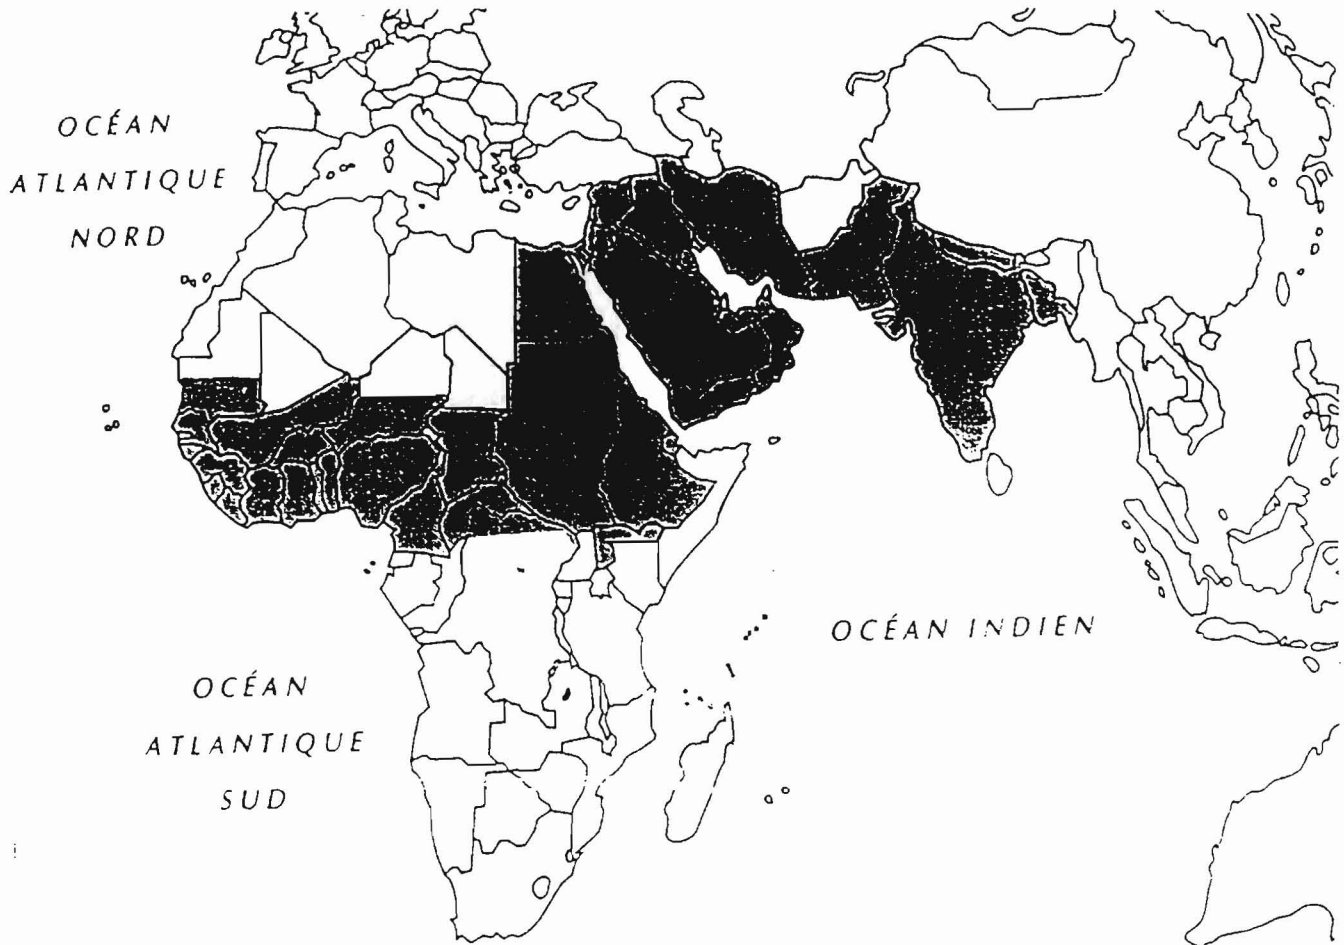 OCÉAN
ATLANTIQUE
NORD
OCÉAN INDIEN
OCÉAN
ATLANTIQUE
SUD